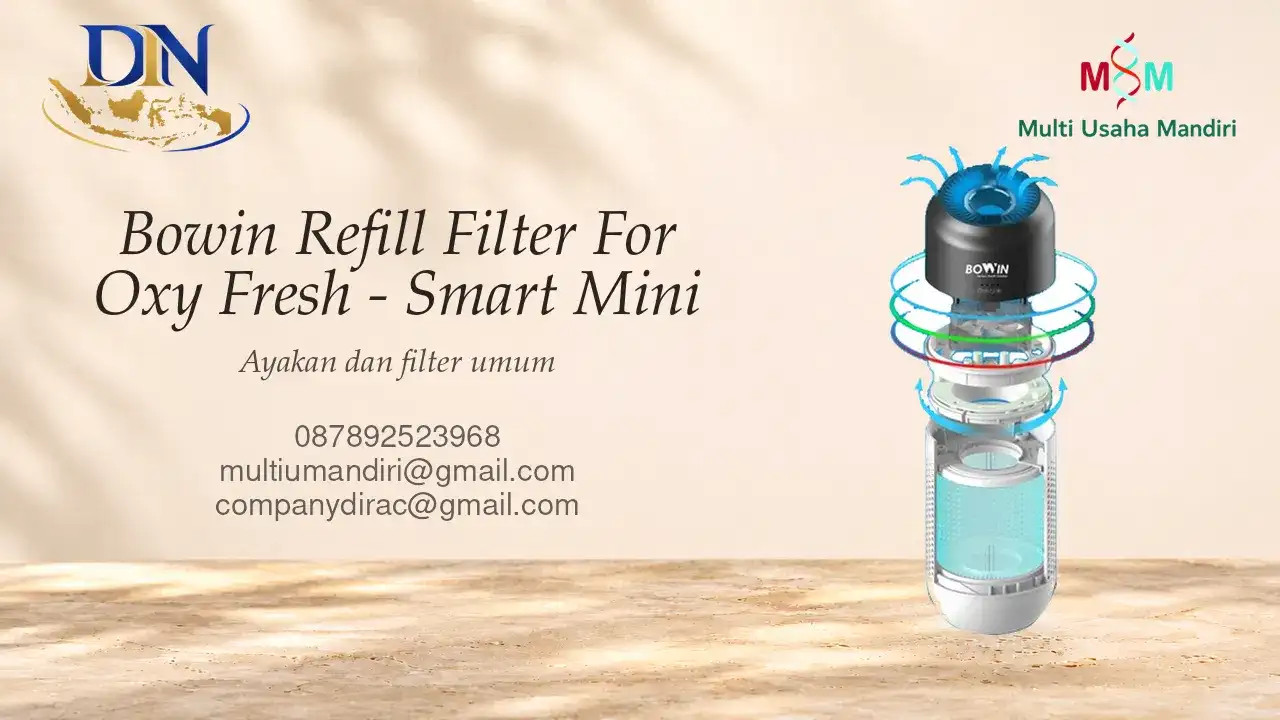 DIN
M M
Multi Usaha Mandiri
Bowin Refill Filter For
Oxy Fresh - Smart Mini
Ayakan dan filter umum
087892523968
multiumandiri@gmail.com
companydirac@gmail.com
BOWIN